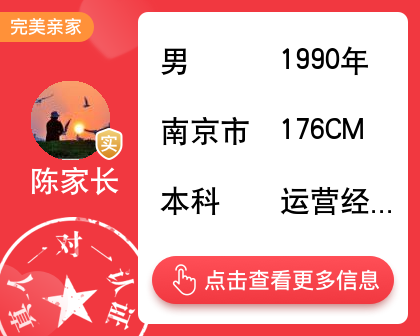 完美亲家
男 1990年
南京市 176CM
实
陈家长
本科 运营经...
真人一对一认证
点击查看更多信息